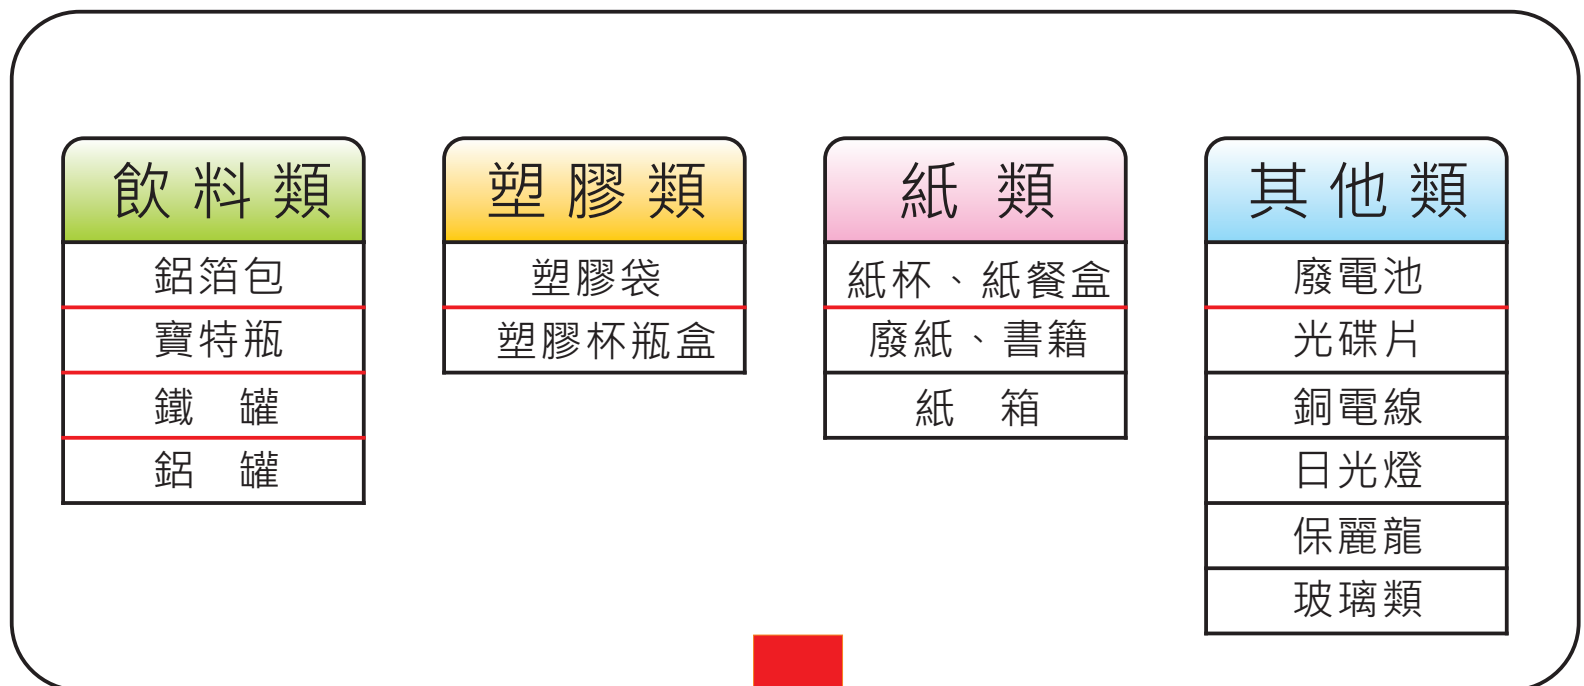 飲料類
鋁箔包
寶特瓶
鐵 罐
鋁 罐
塑膠類
塑膠袋
塑膠杯瓶盒
紙類
紙杯、紙餐盒
廢紙、書籍
紙 箱
其他類
廢電池
光碟片
銅電線
日光燈
保麗龍
玻璃類